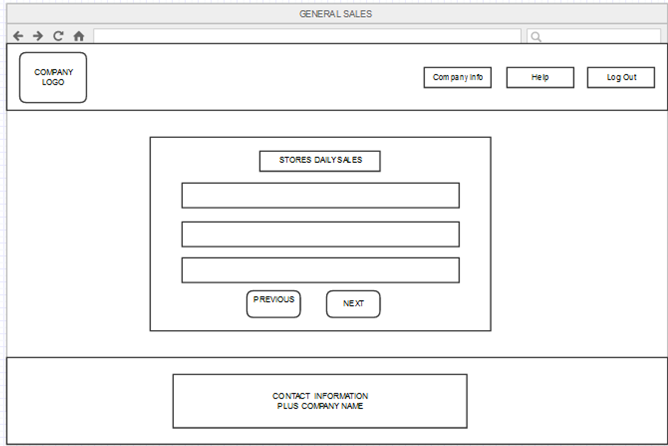 GENERAL SALES
COMPANY
LOGO
Company Info
Help
Log Out
STORES DAILY SALES
PREVIOUS
NEXT
CONTACT INFORMATION
PLUS COMPANY NAME